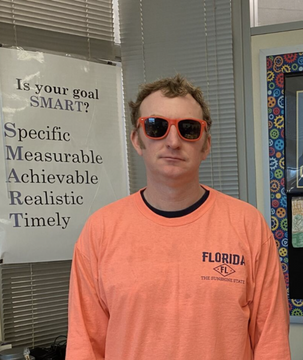 Is your goal
SMART?
Specific
Measurable
Achievable
Realistic
Timely
FLORIDA
FL
THE SUNSHINE STATE